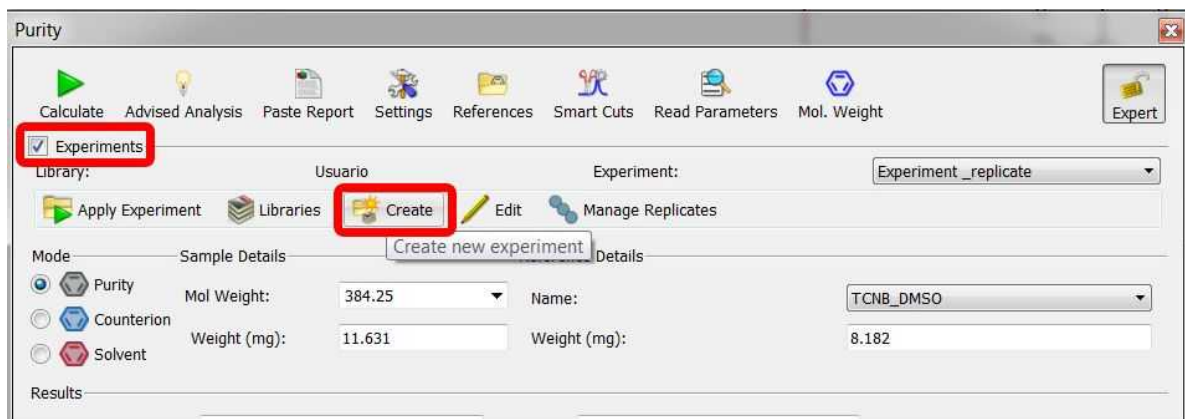 Purity
Calculate Advised Analysis Paste Report Settings References Smart Cuts Read Parameters Mol. Weight Expert
Experiments
Library: Usuario Experiment: Experiment _replicate
Apply Experiment Libraries Create Edit Manage Replicates
Create new experiment
Mode Sample Details Details
Purity Mol Weight: 384.25 Name: TCNB_DMSO
Counterion
Weight (mg): 11.631 Weight (mg): 8.182
Solvent
Results